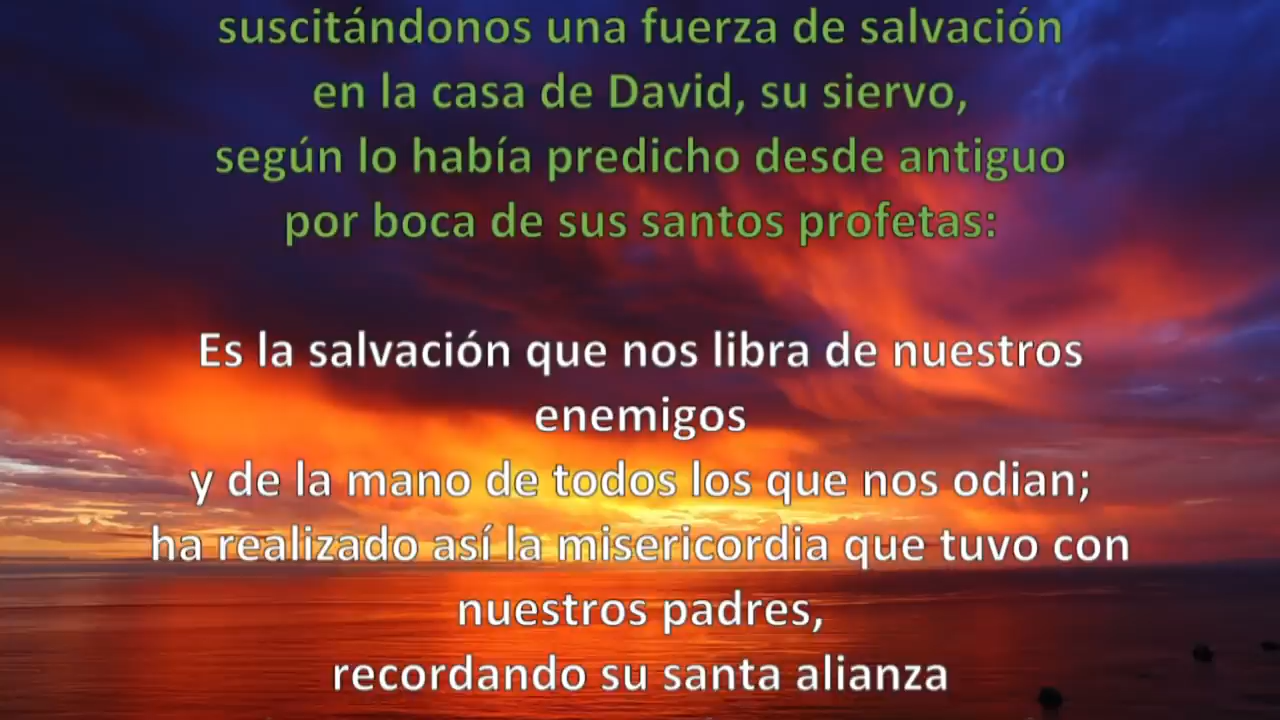 suscitándonos una fuerza de salvación
en la casa de David, su siervo,
según lo había predicho desde antiguo
por boca de sus santos profetas:
Es la salvación que nos libra de nuestros
enemigos
y de la mano de todos los que nos odian;
ha realizado así la misericordia que tuvo con
nuestros padres,
recordando su santa alianza